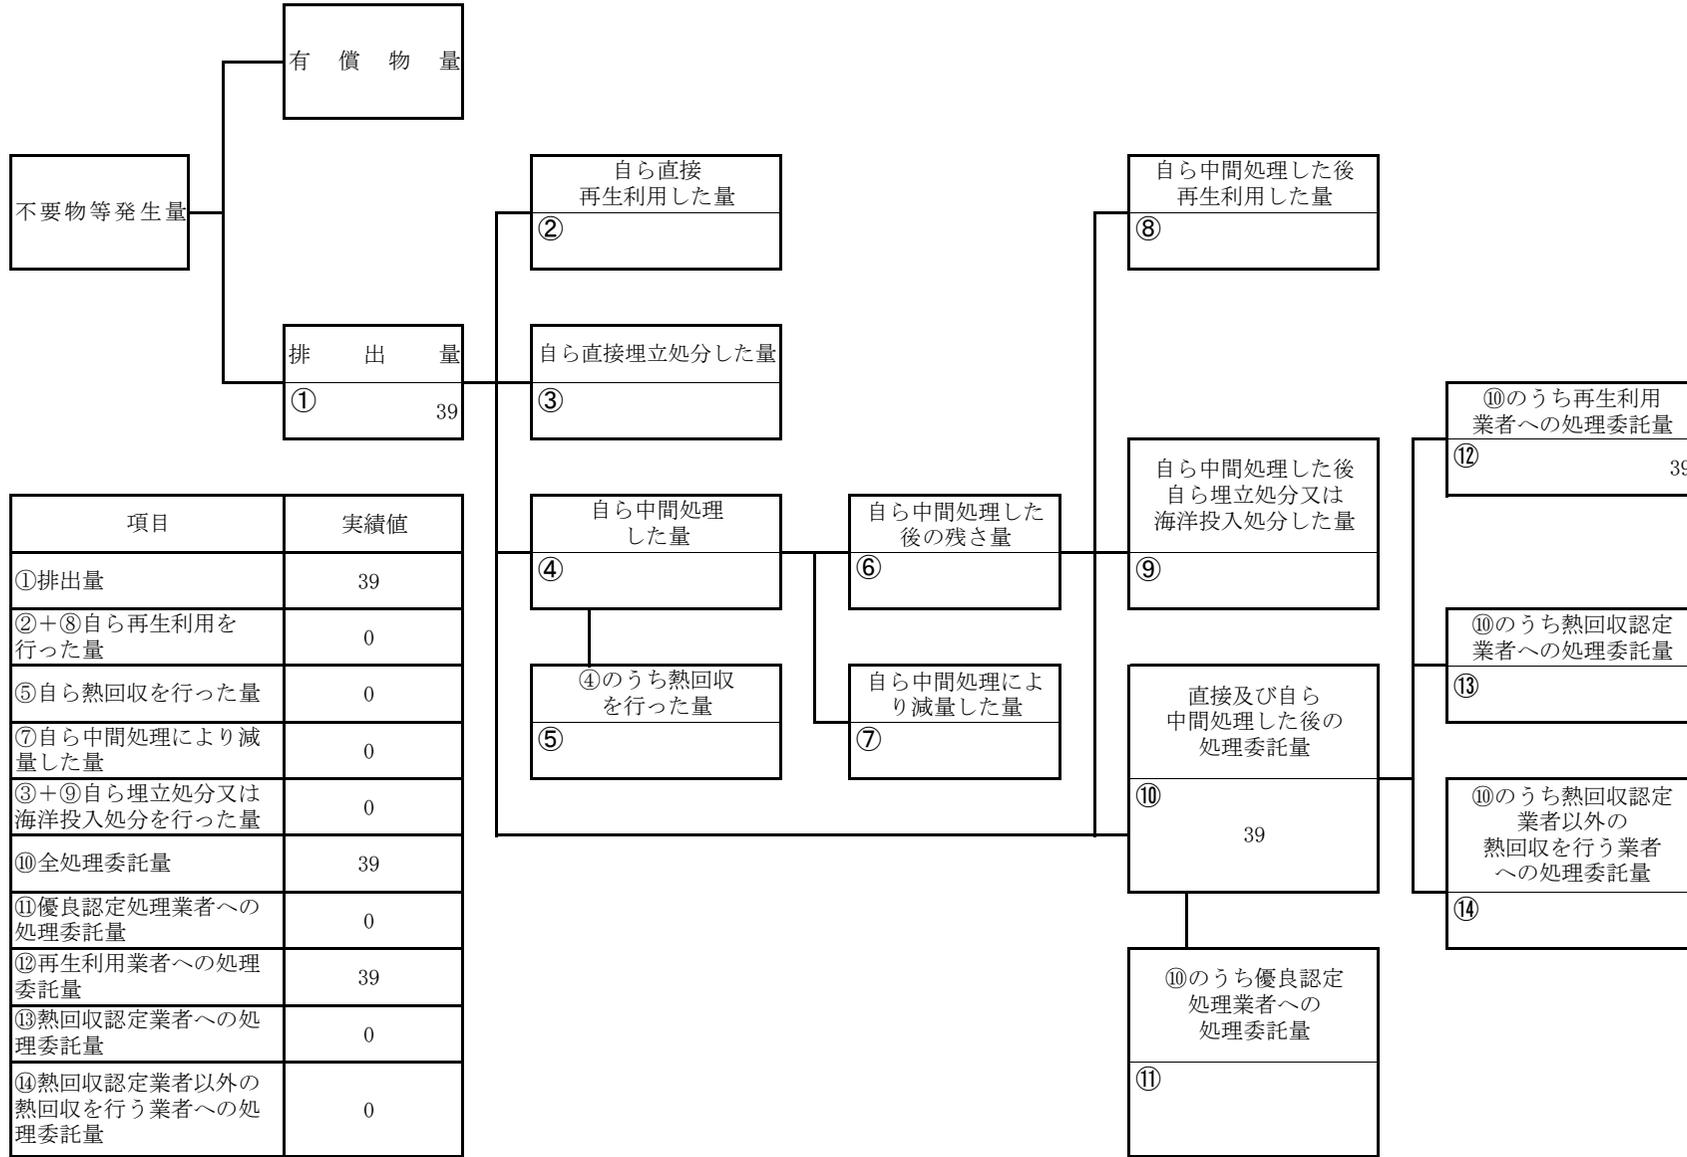 有償物量
不要物等発生量
排出量
①
39
自ら直接
再生利用した量
②
自ら直接埋立処分した量
③
自ら中間処理
した量
④
④のうち熱回収
を行った量
⑤
自ら中間処理した
後の残さ量
⑥
自ら中間処理によ
り減量した量
⑦
自ら中間処理した後
再生利用した量
⑧
自ら中間処理した後
自ら埋立処分又は
海洋投入処分した量
⑨
直接及び自ら
中間処理した後の
処理委託量
⑩
39
⑩のうち優良認定
処理業者への
処理委託量
⑪
⑩のうち再生利用
業者への処理委託量
⑫
39
⑩のうち熱回収認定
業者への処理委託量
⑬
⑩のうち熱回収認定
業者以外の
熱回収を行う業者
への処理委託量
⑭
項目 実績値
①排出量 39
②+⑧自ら再生利用を
行った量 0
⑤自ら熱回収を行った量 0
⑦自ら中間処理により減
量した量 0
③+⑨自ら埋立処分又は
海洋投入処分を行った量 0
⑩全処理委託量 39
⑪優良認定処理業者への
処理委託量 0
⑫再生利用業者への処理
委託量 39
⑬熱回収認定業者への処
理委託量 0
⑭熱回収認定業者以外の
熱回収を行う業者への処
理委託量 0